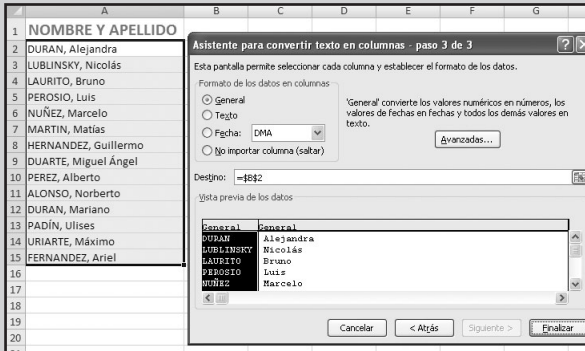 A B C D E F G
1 NOMBRE Y APELLIDO
2 DURAN, Alejandra
3 LUBLINSKY, Nicolás
4 LAURITO, Bruno
5 PEROSIO, Luis
6 NUÑEZ, Marcelo
7 MARTIN, Matías
8 HERNANDEZ, Guillermo
9 DUARTE, Miguel Ángel
10 PEREZ, Alberto
11 ALONSO, Norberto
12 DURAN, Mariano
13 PADÍN, Ulises
14 URIARTE, Máximo
15 FERNANDEZ, Ariel
16
17
18
19
20
Asistente para convertir texto en columnas - paso 3 de 3
Esta pantalla permite seleccionar cada columna y establecer el formato de los datos.
Formato de los datos en columnas
General
Texto
Fecha: DMA
No importar columna (saltar)
'General' convierte los valores numéricos en números, los
valores de fechas en fechas y todos los demás valores en
texto.
Avanzadas...
Destino: =$B$2
Vista previa de los datos
General General
DURAN Alejandra
LUBLINSKY Nicolás
LAURITO Bruno
PEROSIO Luis
NUÑEZ Marcelo
Cancelar < Atrás Siguiente > Finalizar